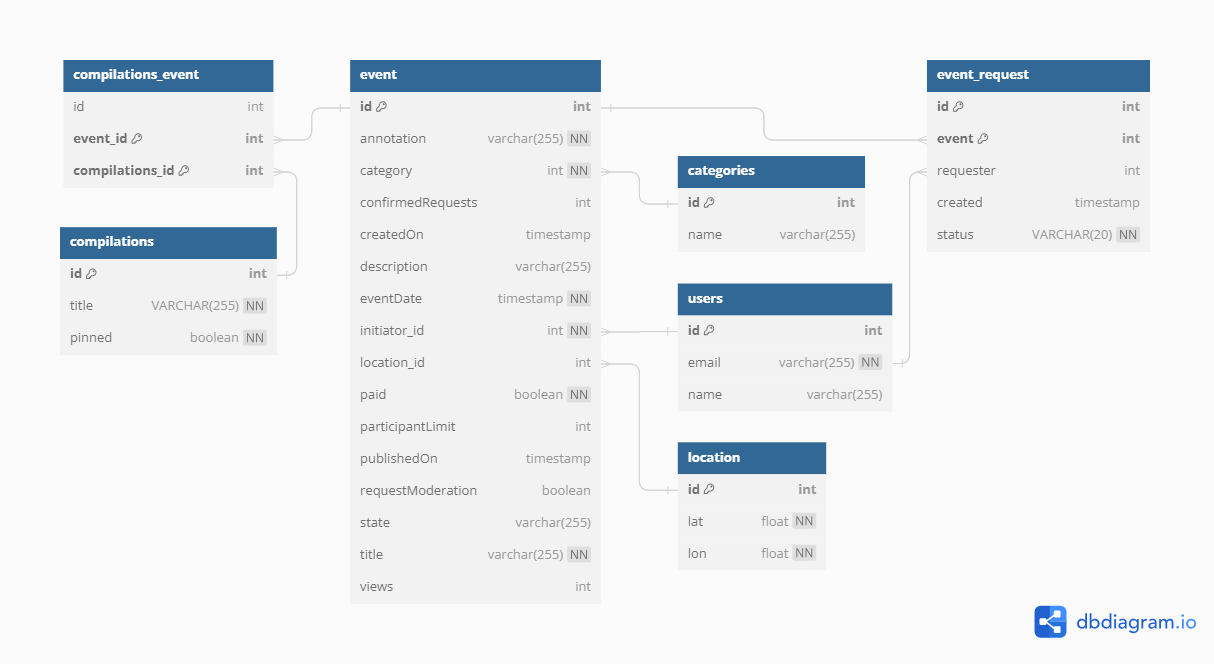 compilations_event
id int
event_id int
compilations_id int
compilations
id int
title VARCHAR(255) NN
pinned boolean NN
event
id int
annotation varchar(255) NN
category int NN
confirmedRequests int
createdOn timestamp
description varchar(255)
eventDate timestamp NN
initiator_id int NN
location_id int
paid boolean NN
participantLimit int
publishedOn timestamp
requestModeration boolean
state varchar(255)
title varchar(255) NN
views int
categories
id int
name varchar(255)
users
id int
email varchar(255) NN
name varchar(255)
location
id int
lat float NN
lon float NN
event_request
id int
event int
requester int
created timestamp
status VARCHAR(20) NN
dbdiagram.io